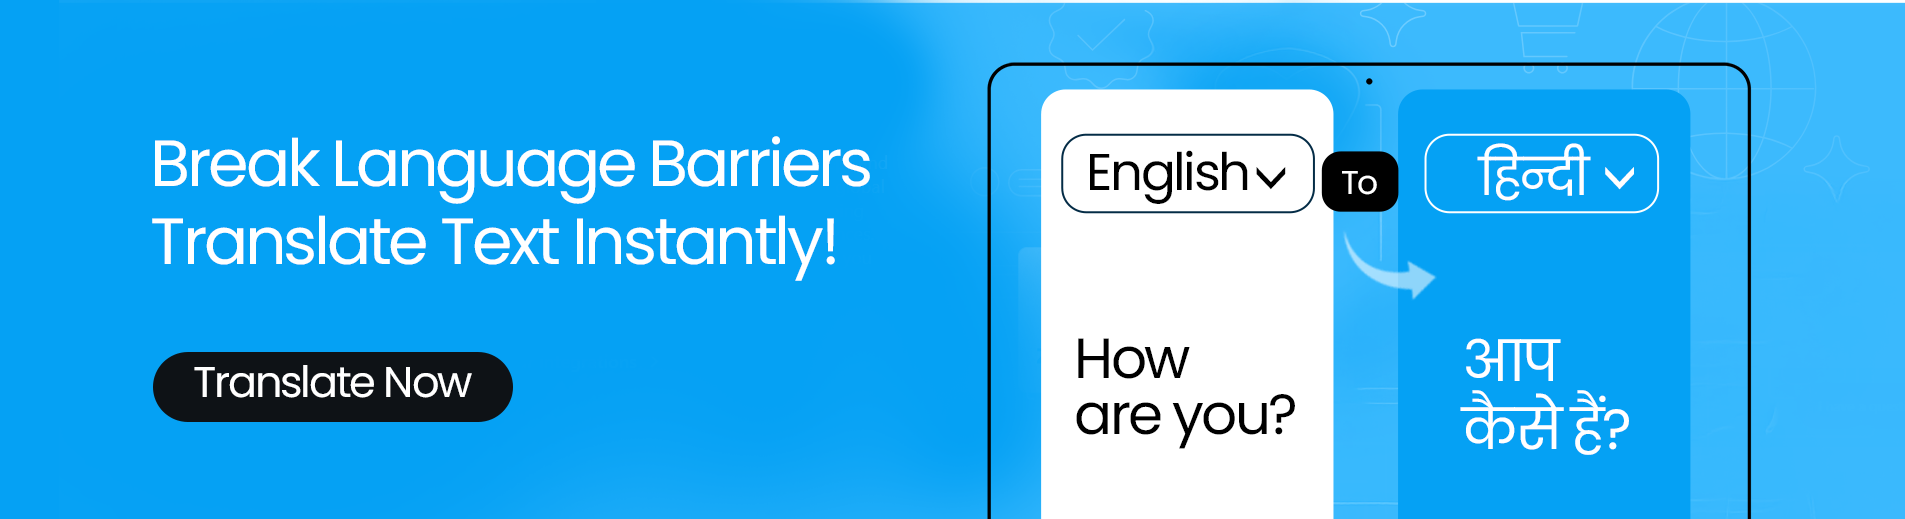 Break Language Barriers
Translate Text Instantly!
Translate Now
English
To
हिन्दी
How
are you?
आप
कैसे हैं?